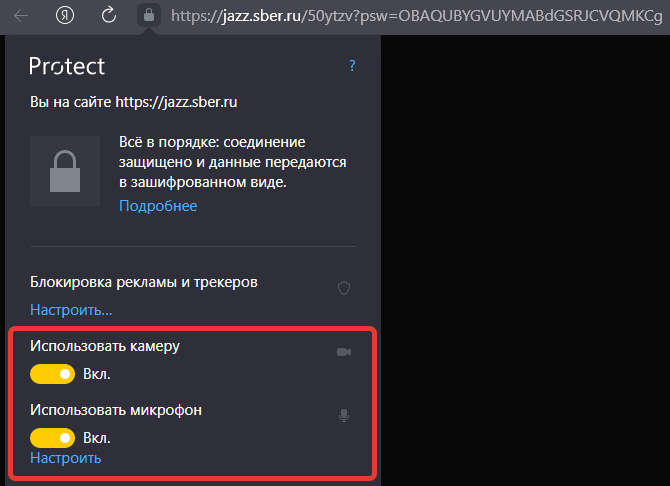 Я https://jazz.sber.ru/50ytzv?psw=OBAQUBYGVUYMABdGSRJCVQMKCg
Protect ?
Вы на сайте https://jazz.sber.ru
Всё в порядке: соединение
защищено и данные передаются
в зашифрованном виде.
Подробнее
Блокировка рекламы и трекеров
Настроить...
Использовать камеру
Вкл.
Использовать микрофон
Вкл.
Настроить